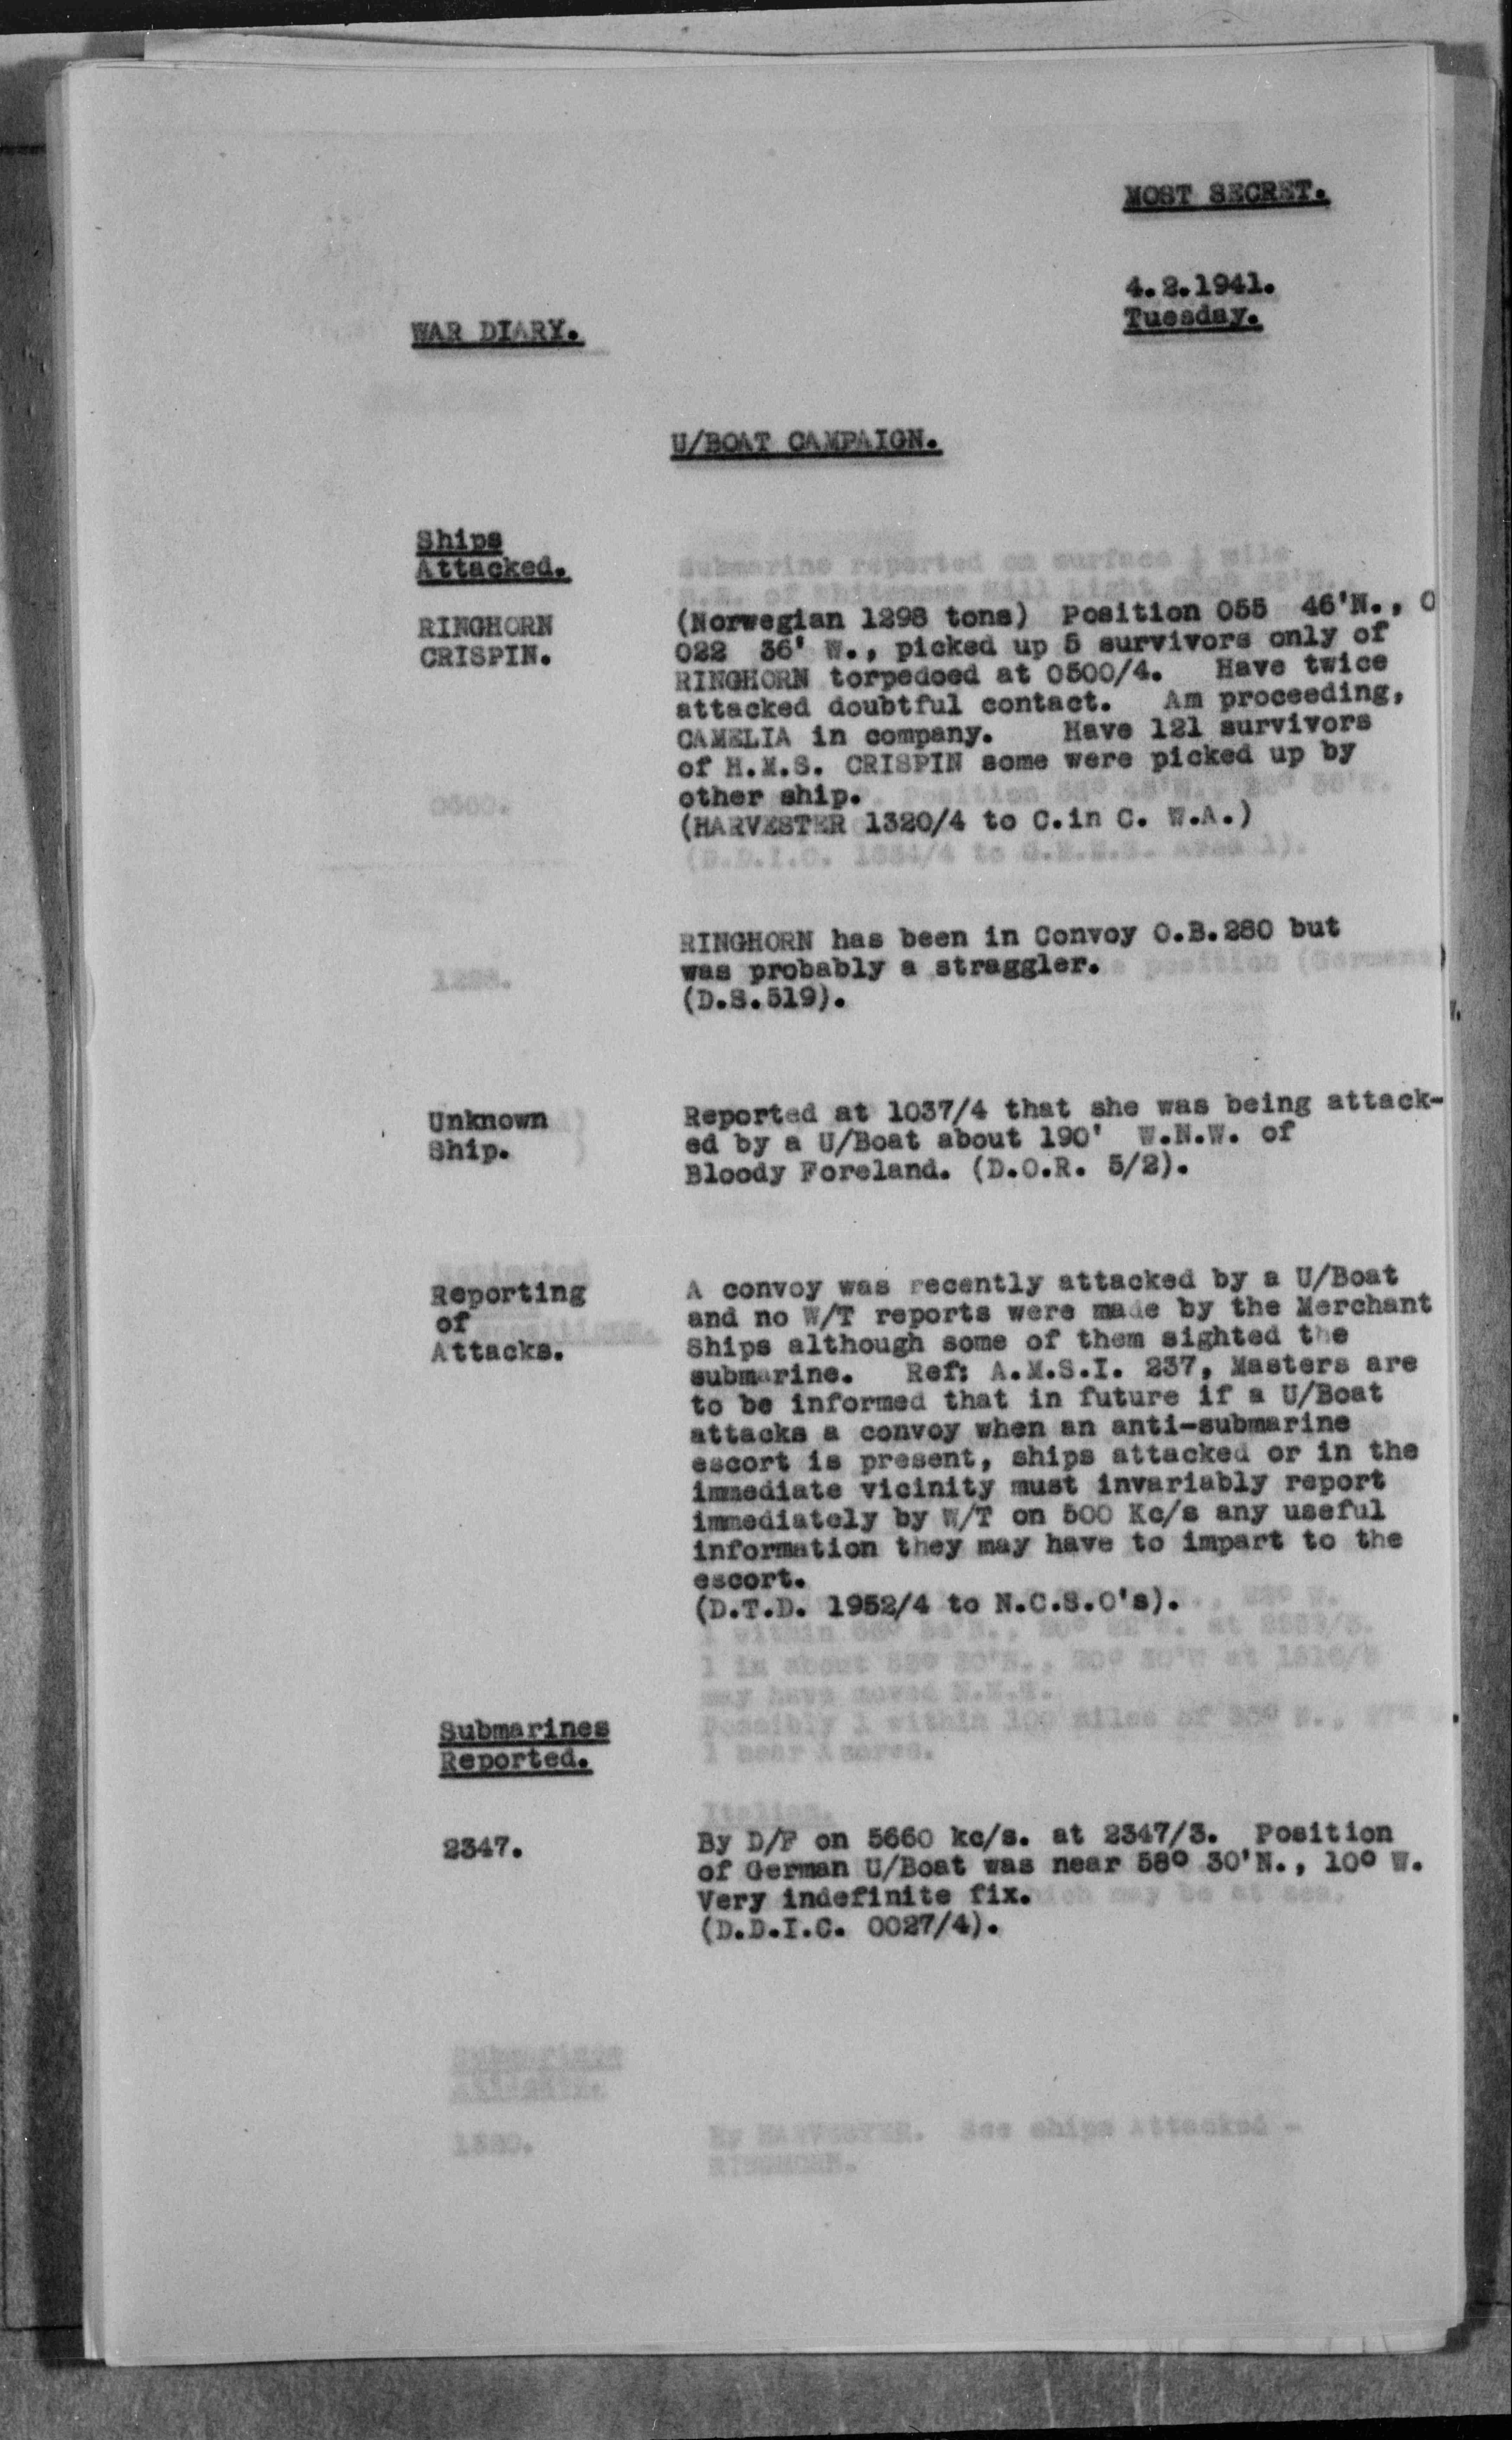 MOST SECRET.
4.2.1941.
Tuesday.
WAR DIARY.
U/BOAT CAMPAIGN.
Ships
Attacked.
RINGHORN
CRISPIN.
(Norwegian 1298 tons) Position 055 46'N., 0
022 36' W., picked up 5 survivors only of
RINGHORN torpedoed at 0500/4. Have twice
attacked doubtful contact. Am proceeding,
CAMELIA in company. Have 121 survivors
of H.M.S. CRISPIN some were picked up by
other ship.
(HARVESTER 1320/4 to C.in C. W.A.)
RINGHORN has been in Convoy O.B.280 but
was probably a straggler.
(D.S.519).
Unknown
Ship.
Reported at 1037/4 that she was being attack-
ed by a U/Boat about 190' W.N.W. of
Bloody Foreland. (D.O.R. 5/2).
Reporting
of
Attacks.
A convoy was recently attacked by a U/Boat
and no W/T reports were made by the Merchant
Ships although some of them sighted the
submarine. Ref: A.M.S.I. 237, Masters are
to be informed that in future if a U/Boat
attacks a convoy when an anti-submarine
escort is present, ships attacked or in the
immediate vicinity must invariably report
immediately by W/T on 500 Kc/s any useful
information they may have to impart to the
escort.
(D.T.D. 1952/4 to N.C.S.O's).
Submarines
Reported.
2347.
By D/F on 5660 kc/s. at 2347/3. Position
of German U/Boat was near 58° 30'N., 10° W.
Very indefinite fix.
(D.D.I.C. 0027/4).